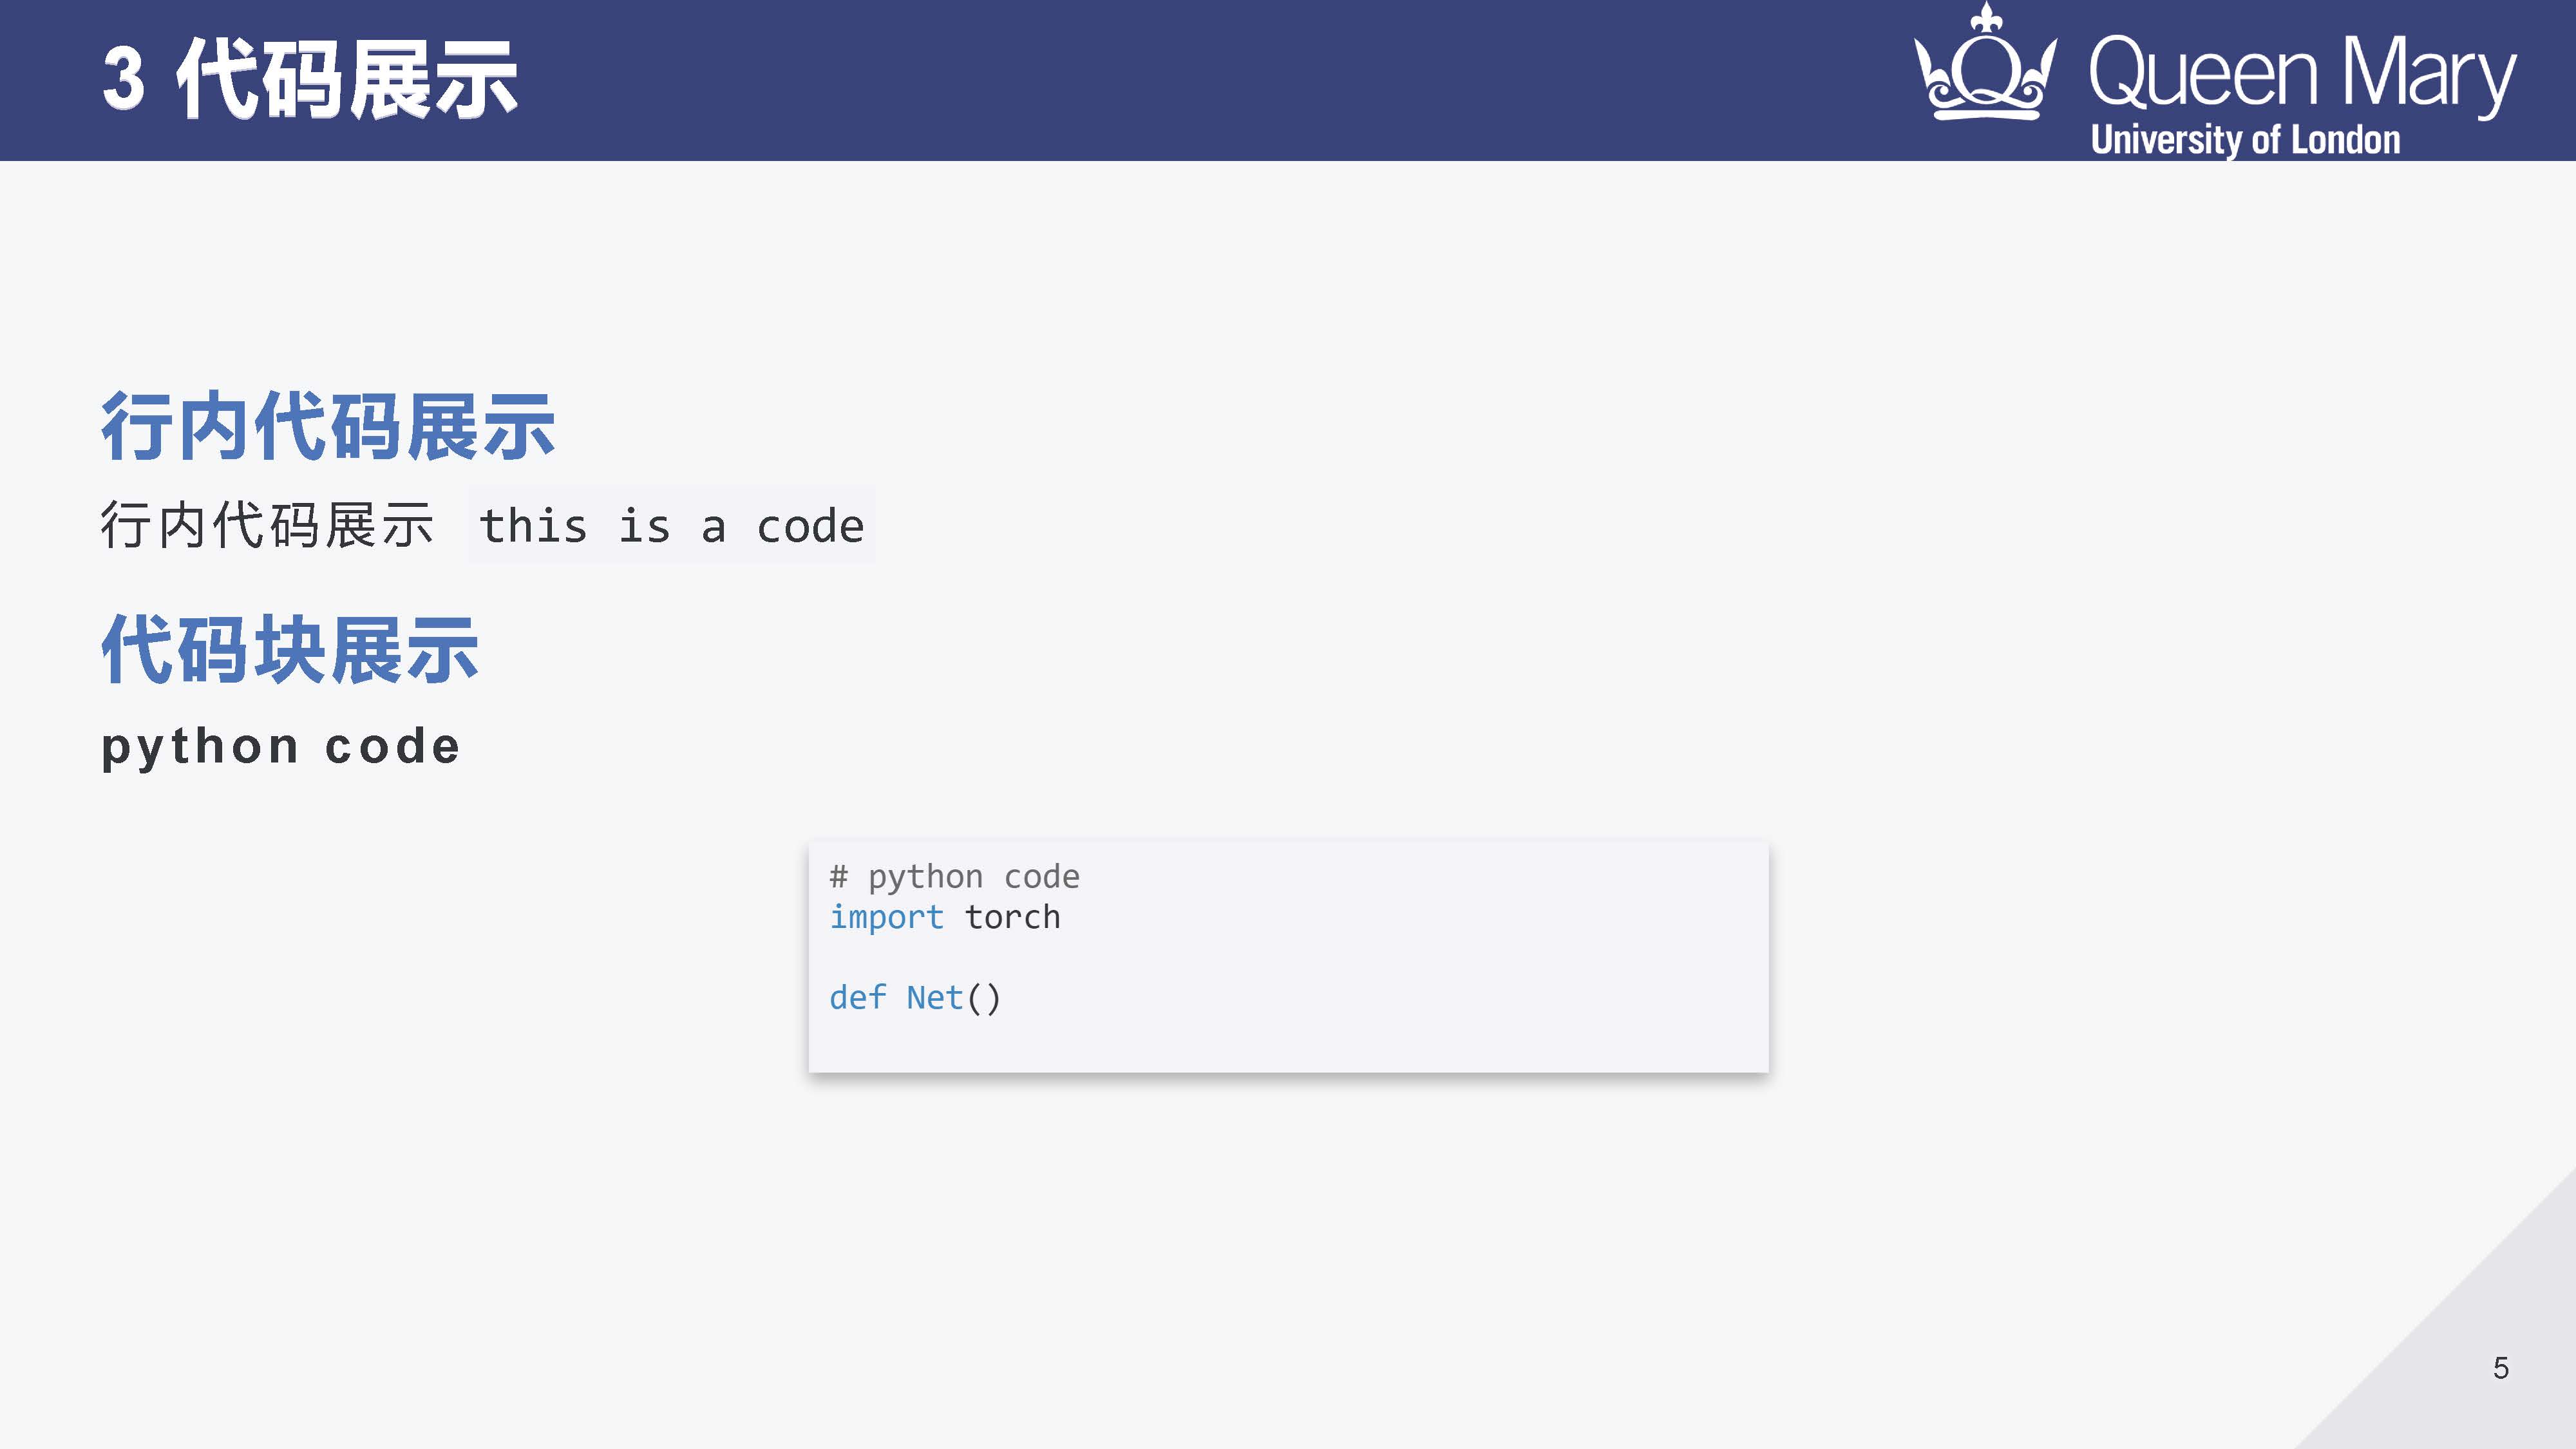 3 代码展示
Queen Mary
University of London
行内代码展示
行内代码展示 this is a code
代码块展示
python code
# python code
import torch
def Net()
5